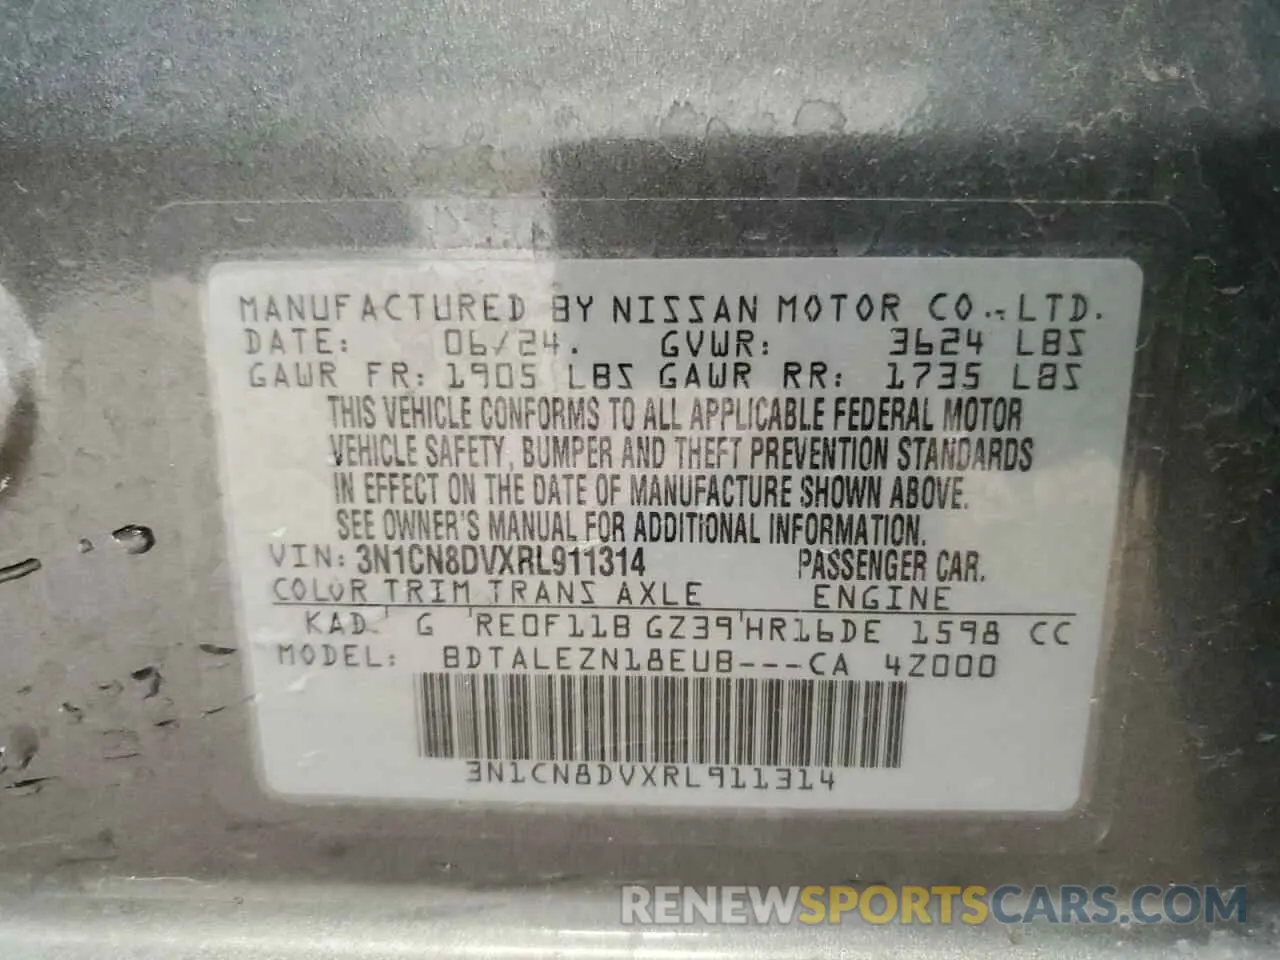 MANUFACTURED BY NISSAN MOTOR CO., LTD.
DATE: 06/24. GVWR: 3624 LBS
GAWR FR: 1905 LBS GAWR RR: 1735 LBS
THIS VEHICLE CONFORMS TO ALL APPLICABLE FEDERAL MOTOR
VEHICLE SAFETY, BUMPER AND THEFT PREVENTION STANDARDS
IN EFFECT ON THE DATE OF MANUFACTURE SHOWN ABOVE.
SEE OWNER'S MANUAL FOR ADDITIONAL INFORMATION.
VIN: 3N1CN8DVXRL911314 PASSENGER CAR.
COLOR TRIM TRANS AXLE ENGINE
KAD G RE0F11B GZ39 HR16DE 1598 CC
MODEL: BDTALEZN18EUB---CA 4Z000
3N1CN8DVXRL911314
RENEWSPORTSCARS.COM